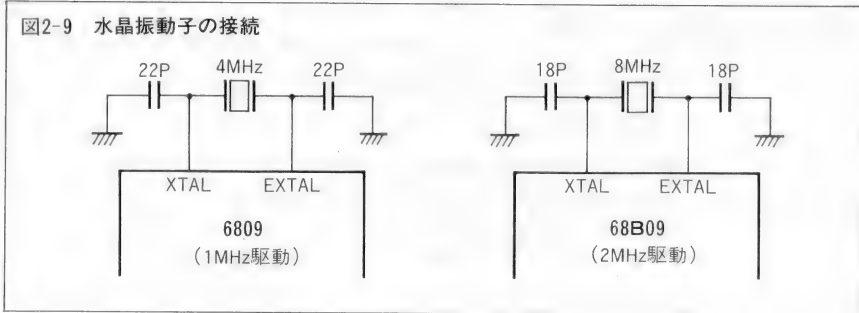 図2-9 水晶振動子の接続
22P 4MHz 22P
XTAL EXTAL
6809
(1MHz駆動)
18P 8MHz 18P
XTAL EXTAL
68B09
(2MHz駆動)